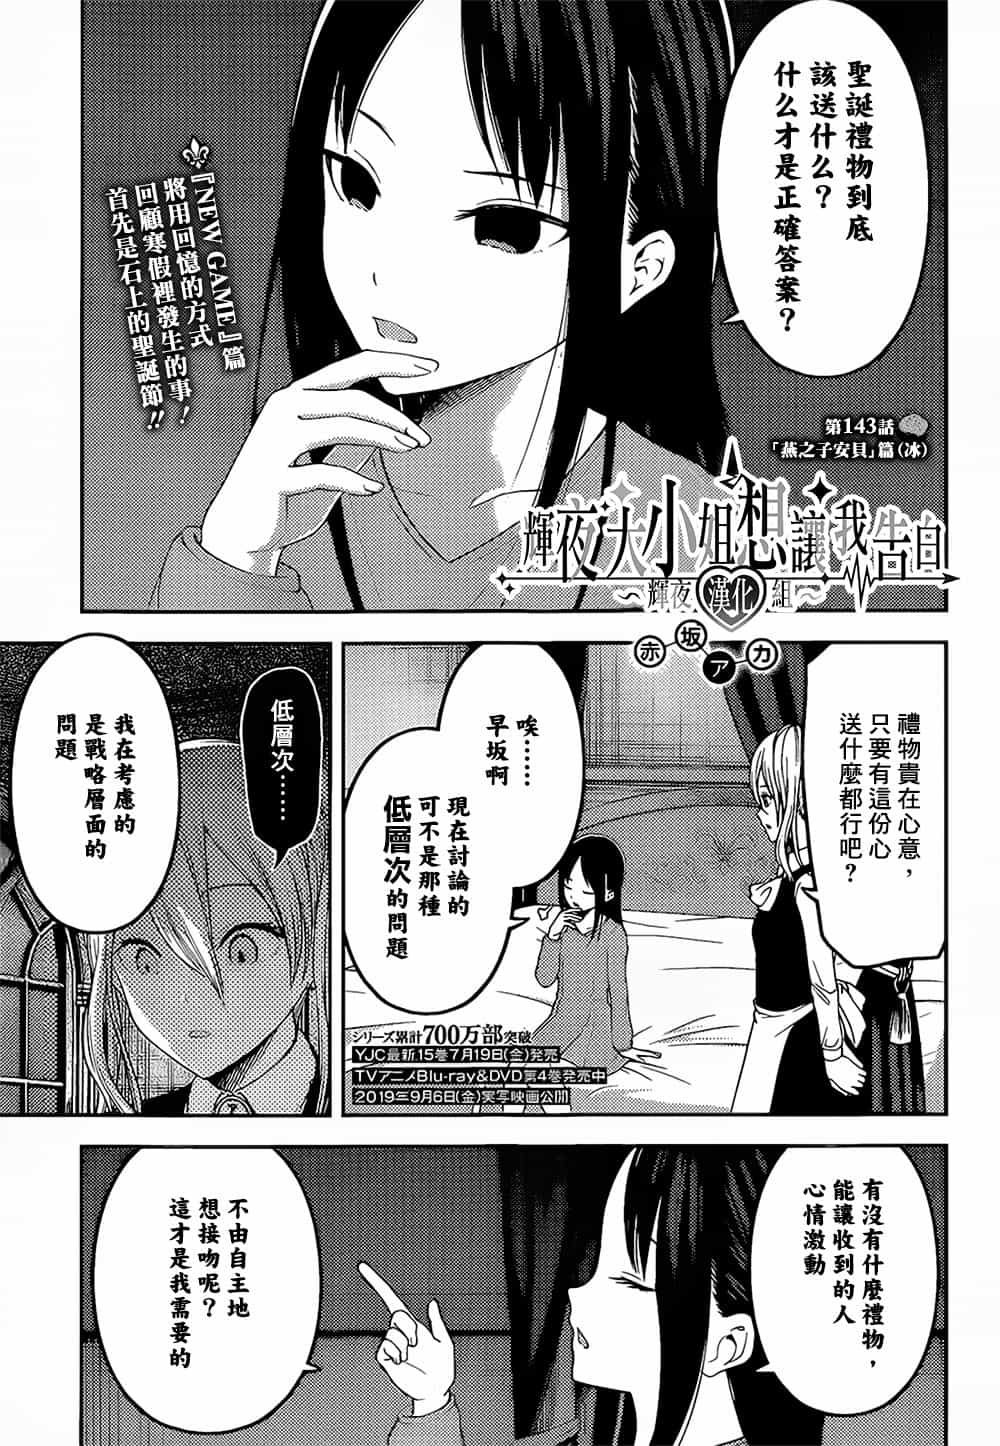 聖誕禮物到底
該送什么？
什么才是正確答案？
『NEW GAME』篇
將用回憶的方式
回顧寒假裡發生的事！
首先是石上的聖誕節！！
第143話
「燕之子安貝」篇（冰）
輝夜大小姐想讓我告白
～輝夜漢化組～
赤坂アカ
禮物貴在心意，
只要有這份心
送什麼都行吧？
唉……
早坂啊
現在討論的
可不是那種
低層次的問題
シリーズ累計700万部突破
YJC最新15巻7月19日(金)発売
TVアニメBlu-ray&DVD第4巻発売中
2019年9月6日(金)実写映画公開
低層次……
我在考慮的
是戰略層面的
問題
有沒有什麼禮物，
能讓收到的人
心情激動
不由自主地
想接吻呢？
這才是我需要的